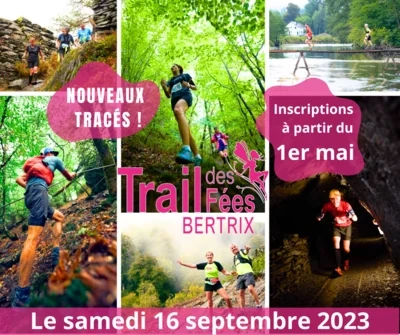 NOUVEAUX
TRACÉS !
Inscriptions
à partir du
1er mai
Trail des
Fées
BERTRIX
Le samedi 16 septembre 2023